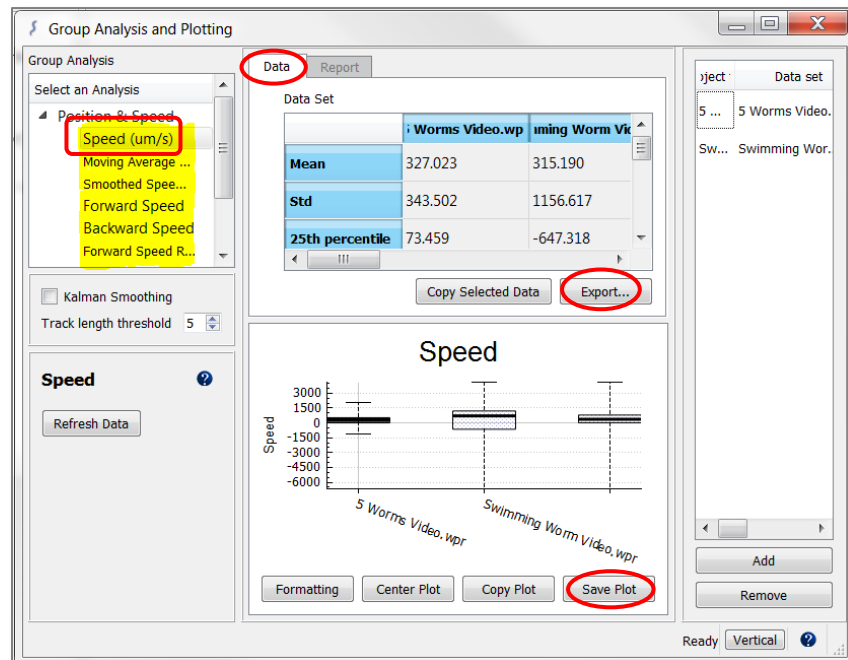 Group Analysis and Plotting
Group Analysis
Select an Analysis
Position & Speed
Speed (um/s)
Moving Average ...
Smoothed Spee...
Forward Speed
Backward Speed
Forward Speed R...
Kalman Smoothing
Track length threshold 5
Speed
Refresh Data
Data Report
Data Set
Worms Video.wp iming Worm Vic
Mean 327.023 315.190
Std 343.502 1156.617
25th percentile 73.459 -647.318
Copy Selected Data Export...
Speed
Speed
3000
1500
0
-1500
-3000
-4500
-6000
5 Worms Video.wpr
Swimming Worm Video.wpr
Formatting Center Plot Copy Plot Save Plot
oject Data set
5 ... 5 Worms Video.
Sw... Swimming Wor.
Add
Remove
Ready Vertical